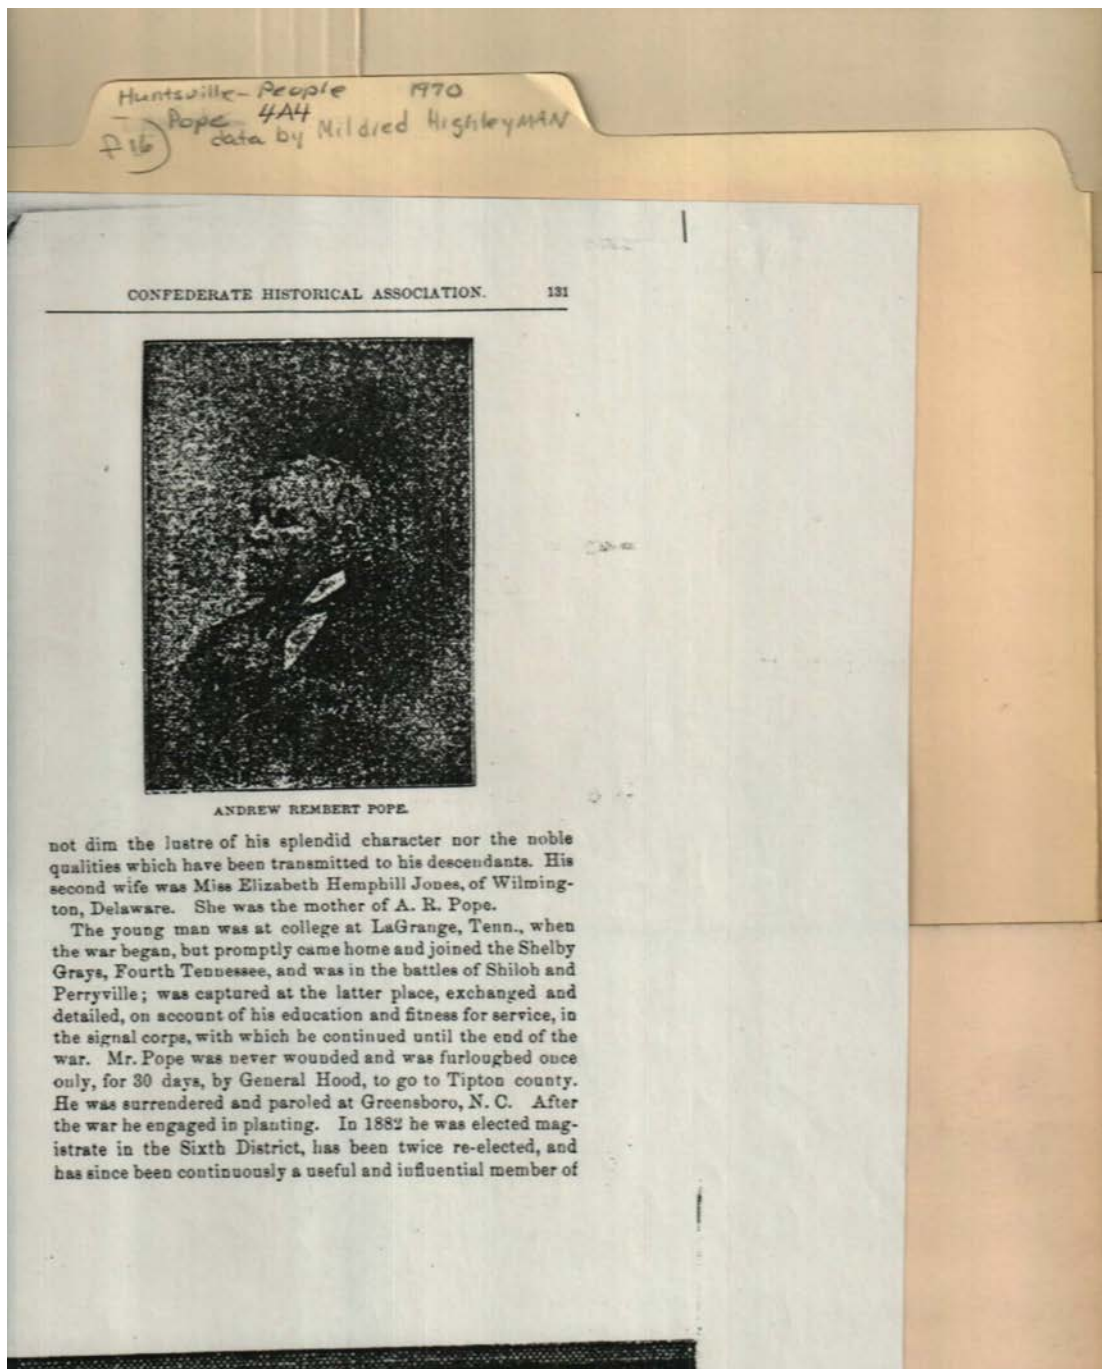 Huntsville- People 1970
- Pope 4A4
P16) data by Mildred HighleyMAN
CONFEDERATE HISTORICAL ASSOCIATION. 131
ANDREW REMBERT POPE.
not dim the lustre of his splendid character nor the noble
qualities which have been transmitted to his descendants. His
second wife was Miss Elizabeth Hemphill Jones, of Wilming-
ton, Delaware. She was the mother of A. R. Pope.
The young man was at college at LaGrange, Tenn., when
the war began, but promptly came home and joined the Shelby
Grays, Fourth Tennessee, and was in the battles of Shiloh and
Perryville; was captured at the latter place, exchanged and
detailed, on account of his education and fitness for service, in
the signal corps, with which he continued until the end of the
war. Mr. Pope was never wounded and was furloughed once
only, for 30 days, by General Hood, to go to Tipton county.
He was surrendered and paroled at Greensboro, N. C. After
the war he engaged in planting. In 1882 he was elected mag-
istrate in the Sixth District, has been twice re-elected, and
has since been continuously a useful and influential member of